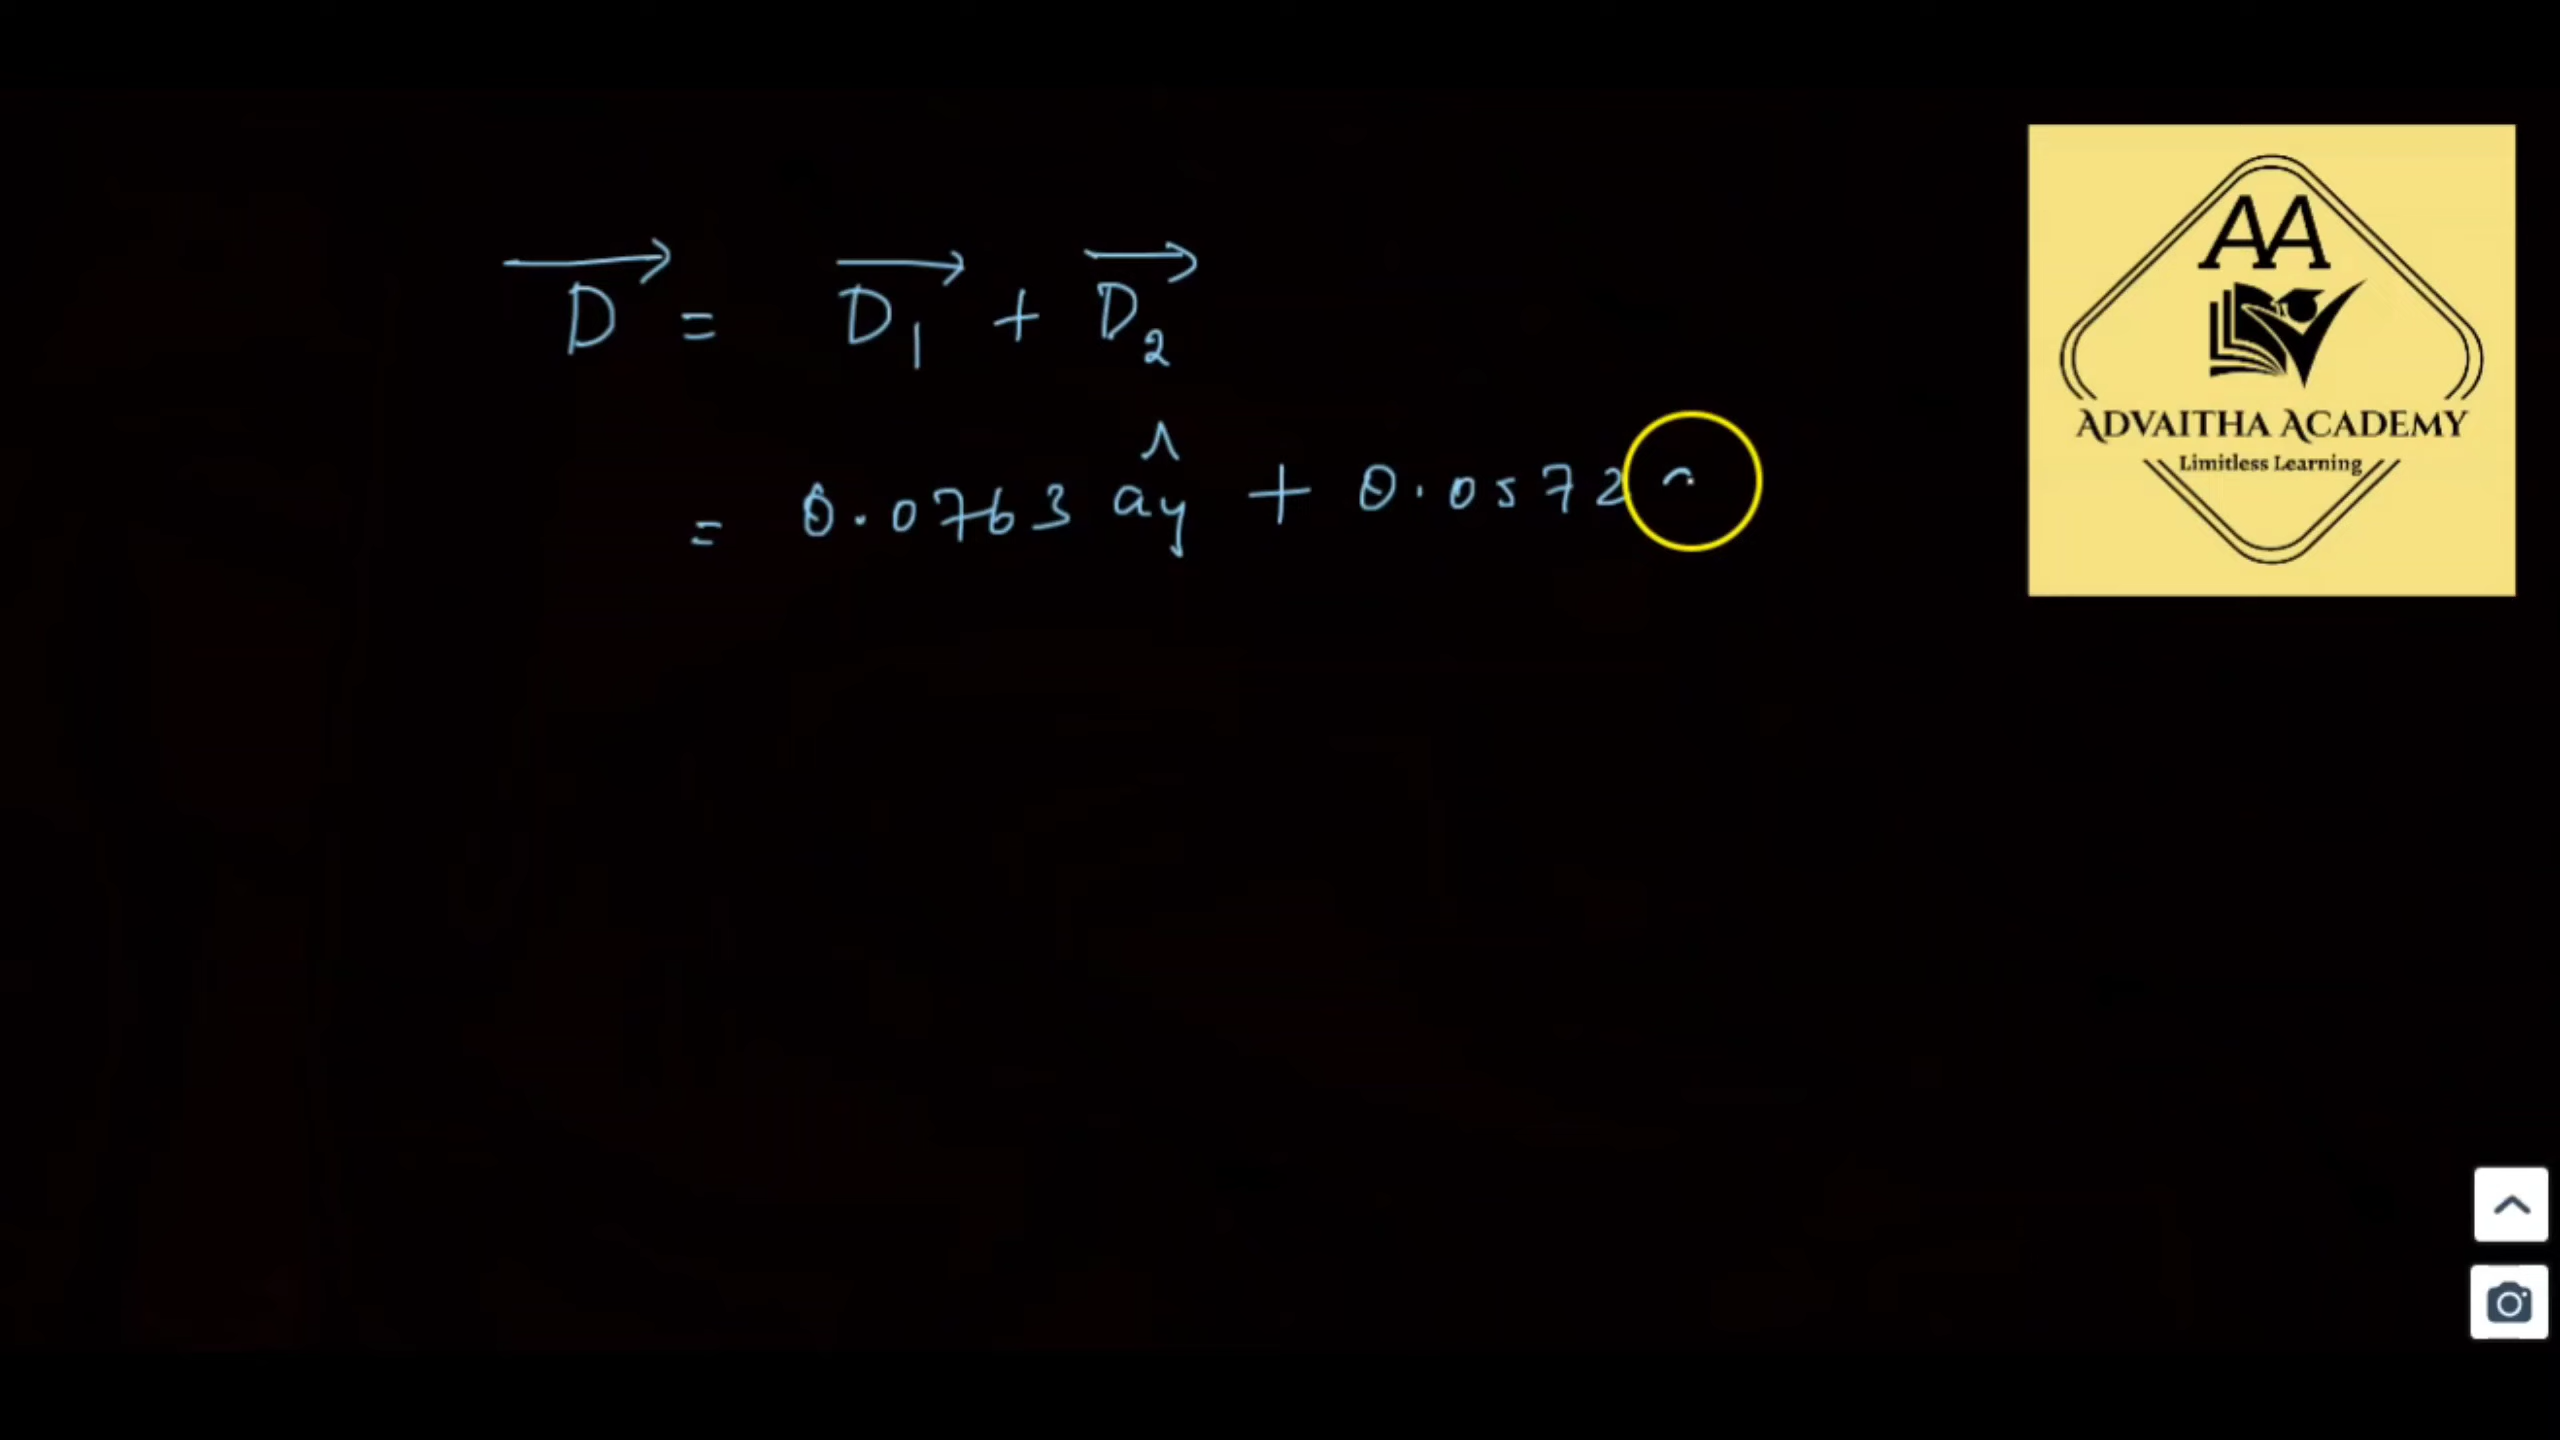 D⃗ = D⃗₁ + D⃗₂
= 0.0763 ây + 0.0572
AA
ADVAITHA ACADEMY
Limitless Learning